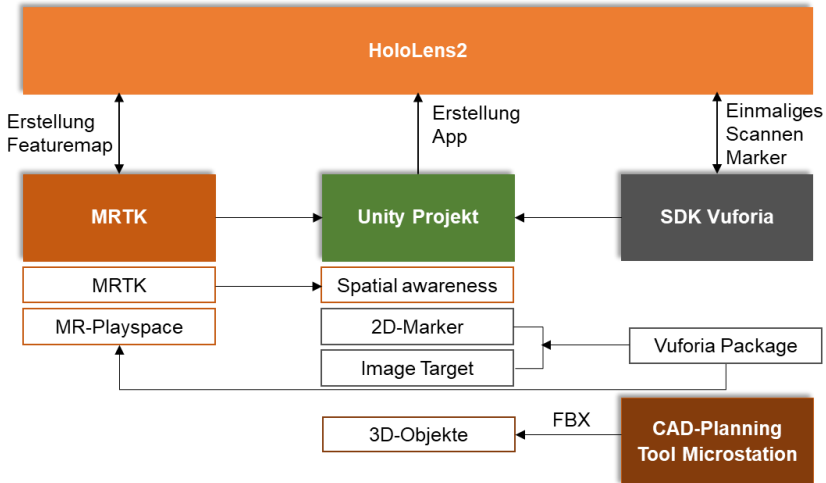 HoloLens2
Erstellung
Featuremap
Erstellung
App
Einmaliges
Scannen
Marker
MRTK
Unity Projekt
SDK Vuforia
MRTK
Spatial awareness
MR-Playspace
2D-Marker
Vuforia Package
Image Target
3D-Objekte
FBX
CAD-Planning
Tool Microstation